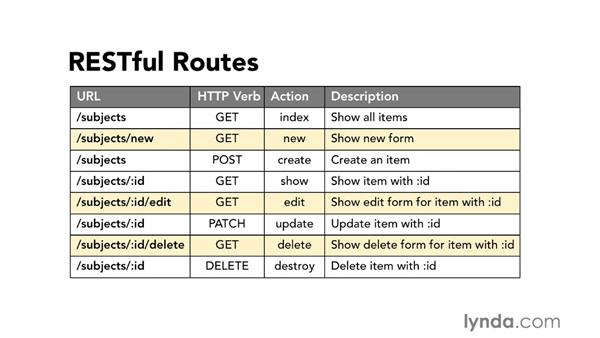 RESTful Routes
URL HTTP Verb Action Description
/subjects GET index Show all items
/subjects/new GET new Show new form
/subjects POST create Create an item
/subjects/:id GET show Show item with :id
/subjects/:id/edit GET edit Show edit form for item with :id
/subjects/:id PATCH update Update item with :id
/subjects/:id/delete GET delete Show delete form for item with :id
/subjects/:id DELETE destroy Delete item with :id
lynda.com